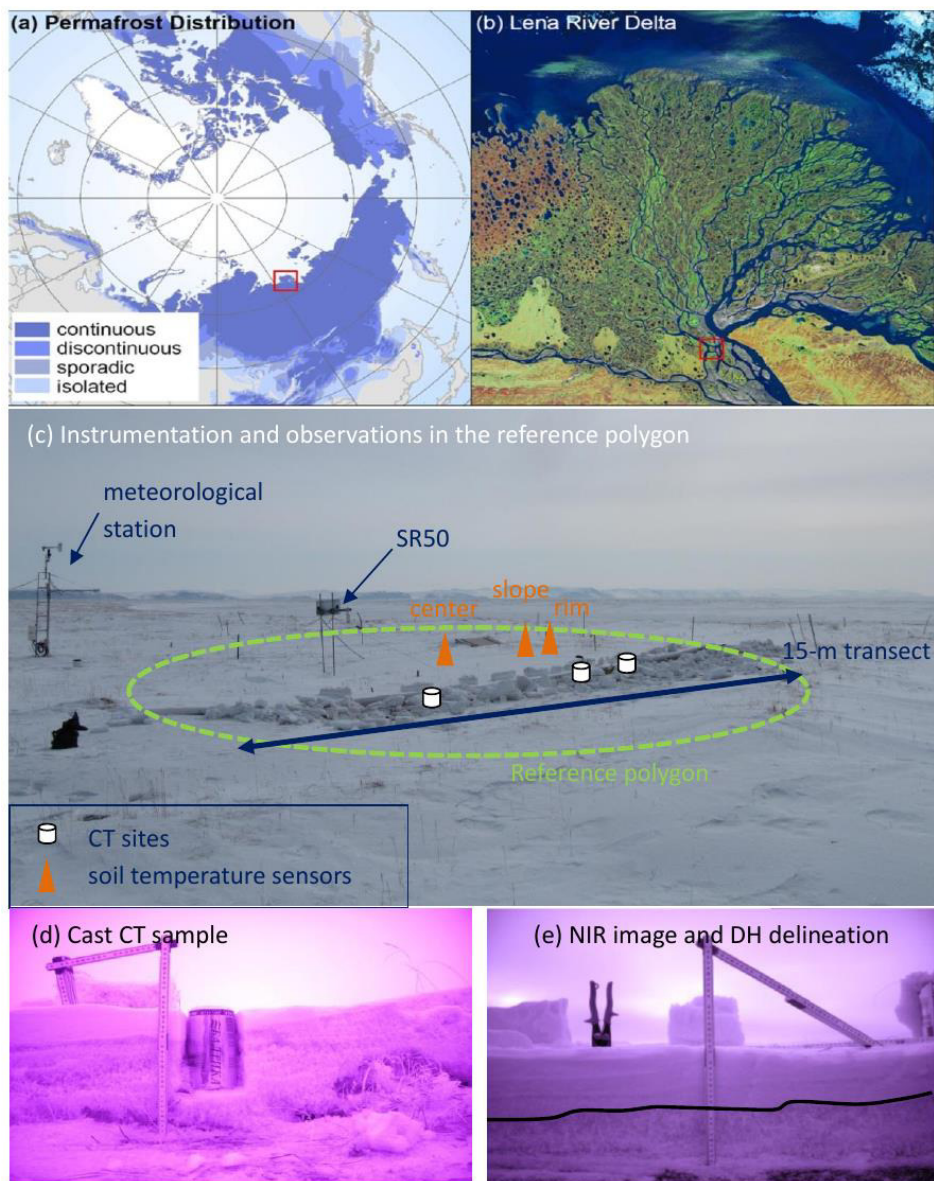 (a) Permafrost Distribution
continuous
discontinuous
sporadic
isolated
(b) Lena River Delta
(c) Instrumentation and observations in the reference polygon
meteorological
station
SR50
slope
center
rim
15-m transect
Reference polygon
CT sites
soil temperature sensors
(d) Cast CT sample
(e) NIR image and DH delineation